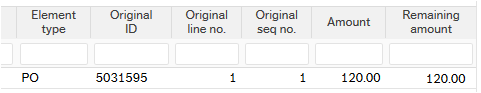 Element type Original ID Original line no. Original seq no. Amount Remaining amount
PO 5031595 1 1 120.00 120.00